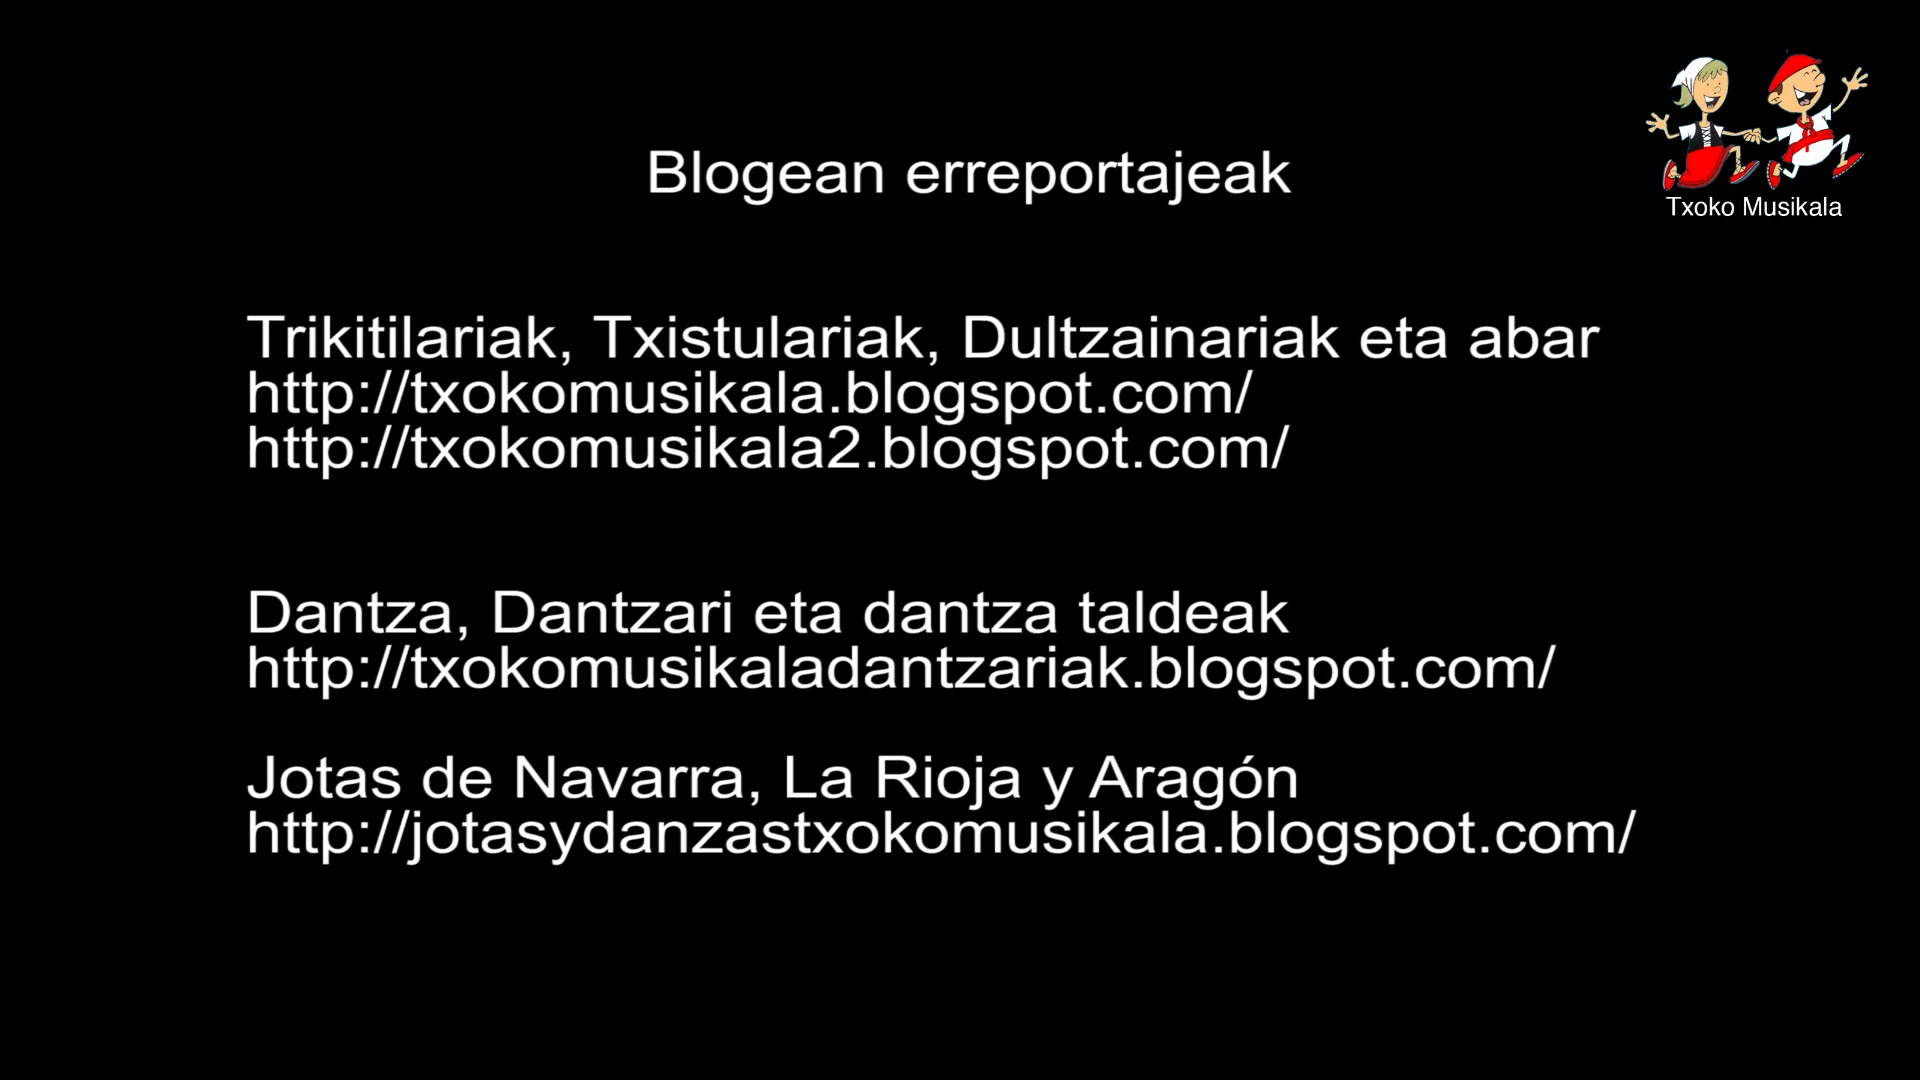 Blogean erreportajeak
Txoko Musikala
Trikitilariak, Txistulariak, Dultzainariak eta abar
http://txokomusikala.blogspot.com/
http://txokomusikala2.blogspot.com/
Dantza, Dantzari eta dantza taldeak
http://txokomusikaladantzariak.blogspot.com/
Jotas de Navarra, La Rioja y Aragón
http://jotasydanzastxokomusikala.blogspot.com/